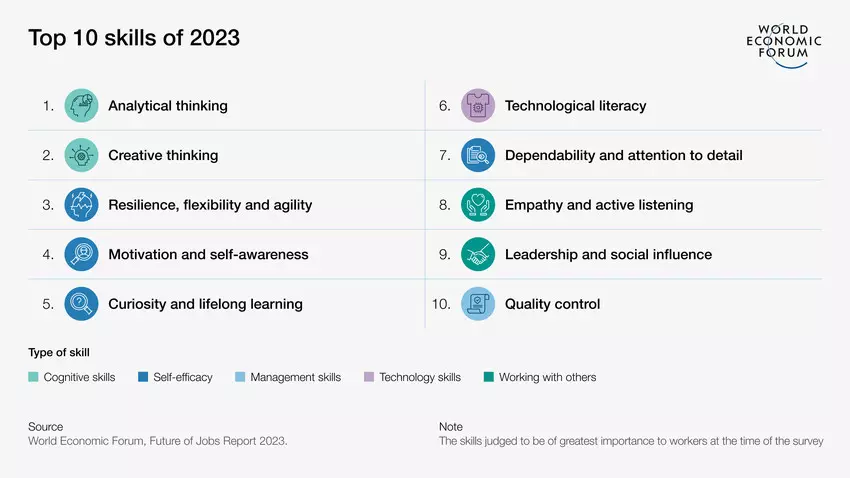 Top 10 skills of 2023
WORLD
ECONOMIC
FORUM
1. Analytical thinking
2. Creative thinking
3. Resilience, flexibility and agility
4. Motivation and self-awareness
5. Curiosity and lifelong learning
6. Technological literacy
7. Dependability and attention to detail
8. Empathy and active listening
9. Leadership and social influence
10. Quality control
Type of skill
Cognitive skills
Self-efficacy
Management skills
Technology skills
Working with others
Source
World Economic Forum, Future of Jobs Report 2023.
Note
The skills judged to be of greatest importance to workers at the time of the survey